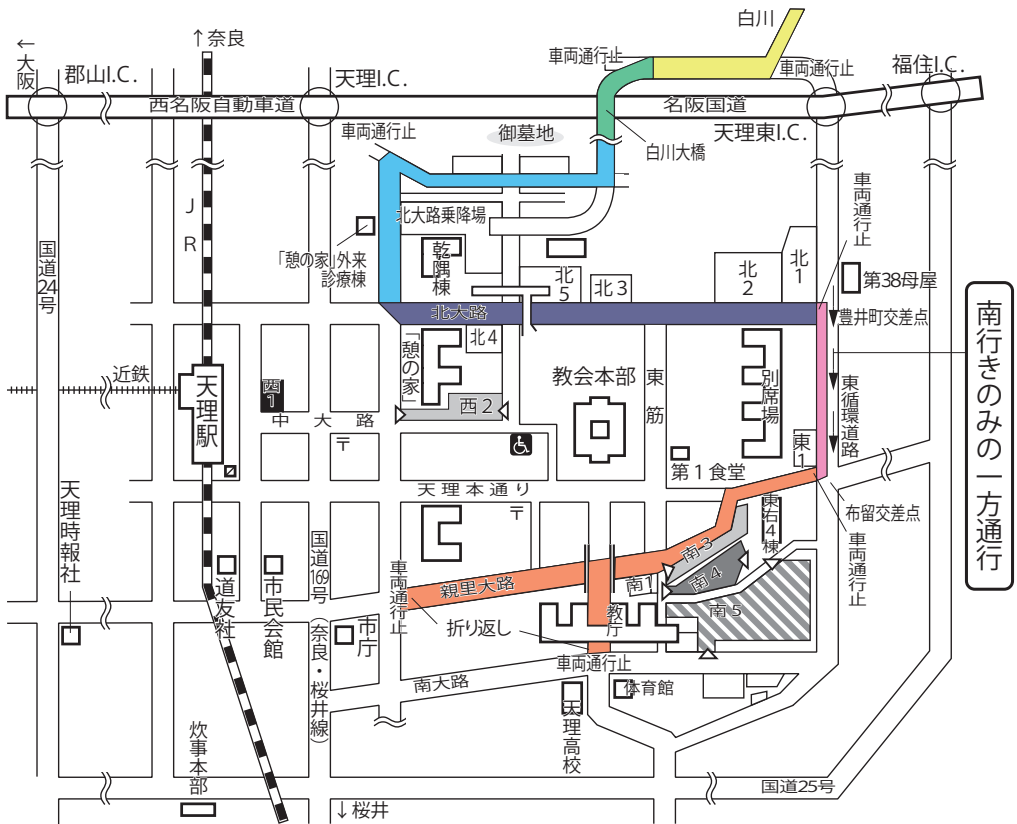 白川
↑奈良
←大阪
車両通行止
車両通行止
福住I.C.
郡山I.C.
天理I.C.
西名阪自動車道
名阪国道
天理東I.C.
車両通行止
御墓地
白川大橋
車両通行止
JR
北大路乗降場
国道24号
「憩の家」外来
診療棟
乾隅棟
北5
北3
北2
北1
第38母屋
北大路
豊井町交差点
南行きのみの一方通行
北4
「憩の家」
教会本部
東筋
別席場
東循環道路
近鉄
天理駅
西1
西2
中大路
〒
東1
第1食堂
天理本通り
〒
布留交差点
天理時報社
国道169号(奈良・桜井線)
東右4棟
南3
車両通行止
道友社
市民会館
車両通行止
親里大路
南1
南4
南5
市庁
折り返し
教庁
車両通行止
南大路
体育館
天理高校
炊事本部
国道25号
↓桜井